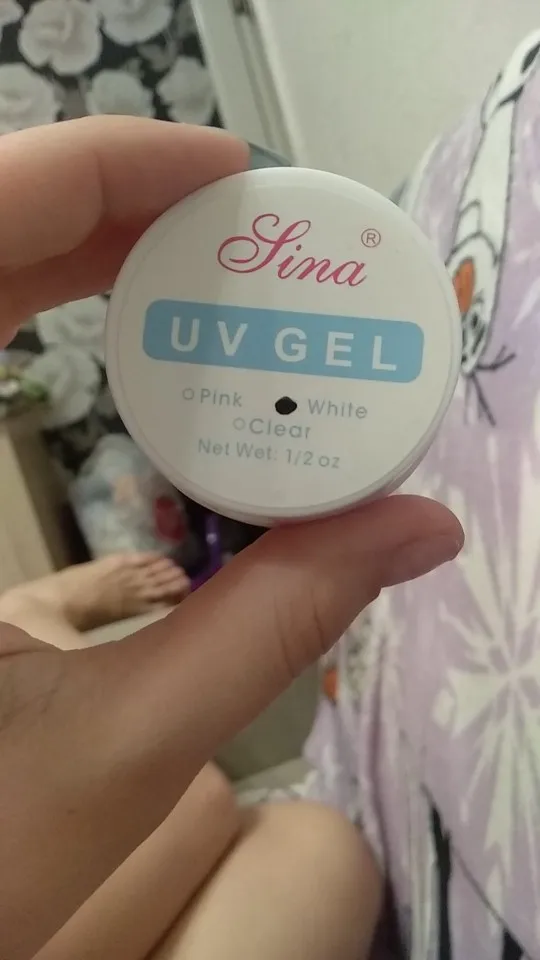 Sina ®
UV GEL
Pink White
Clear
Net Wet: 1/2 oz